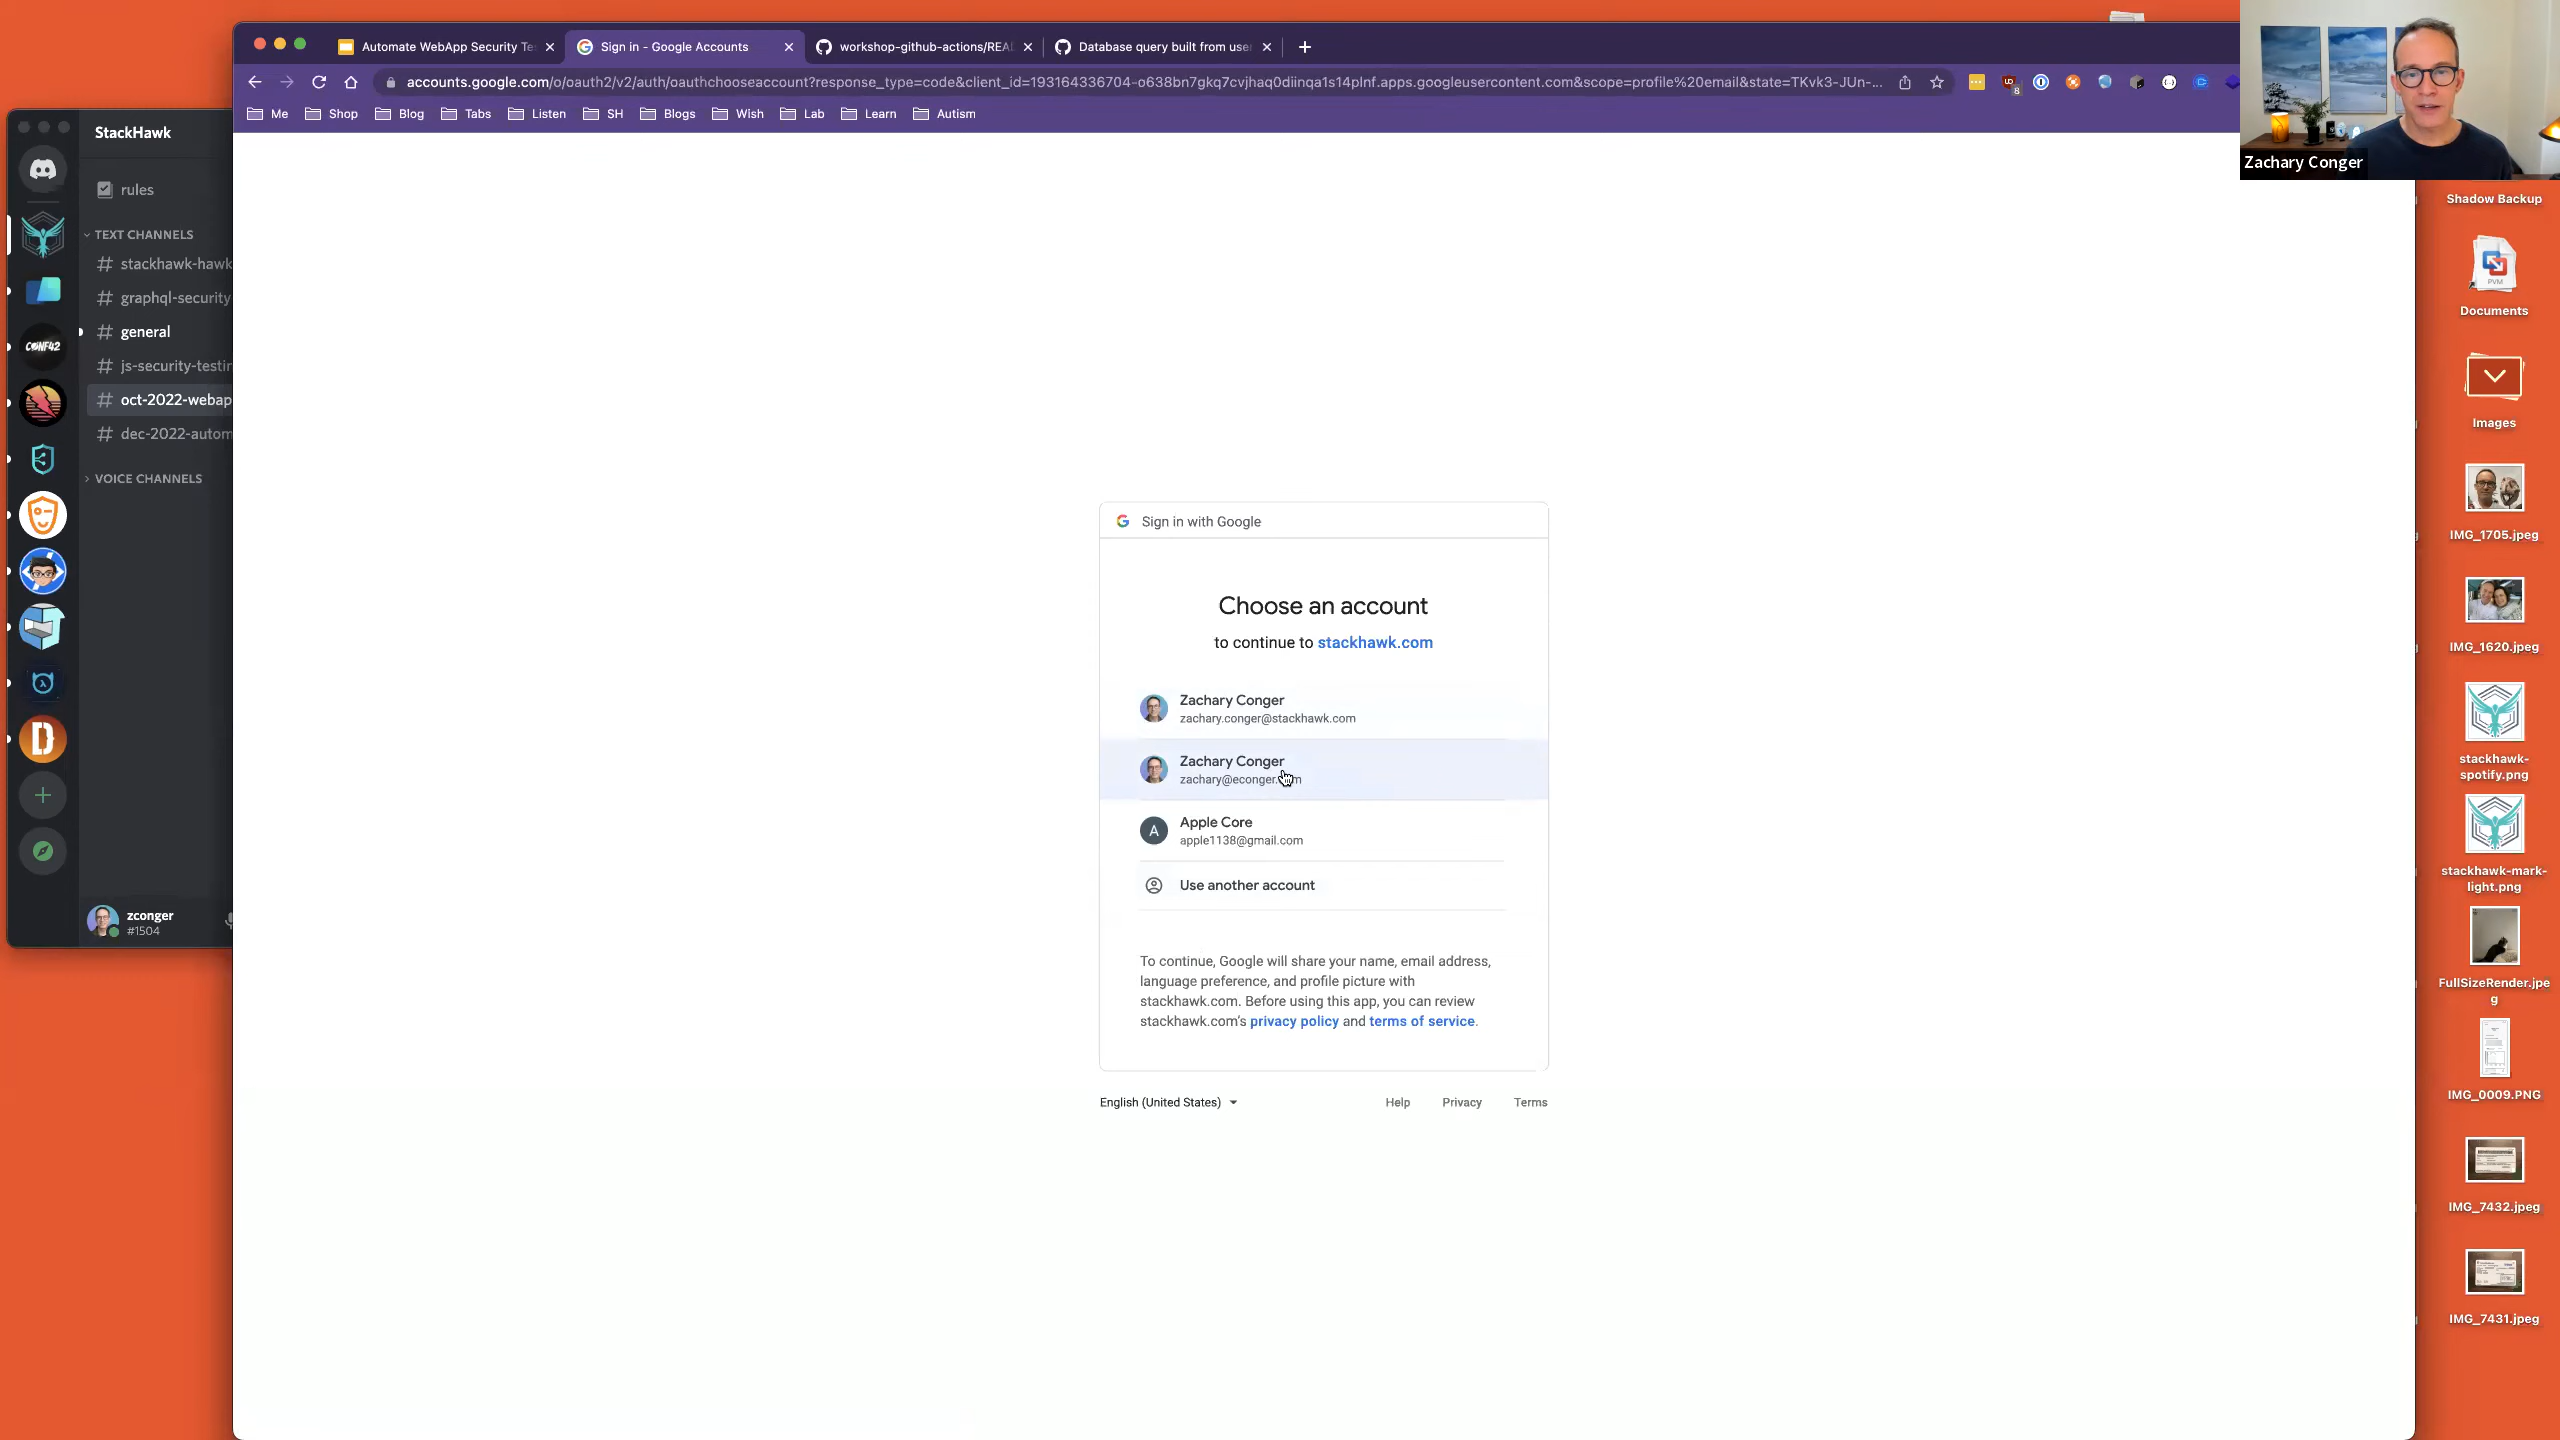 Automate WebApp Security Te
Sign in - Google Accounts
workshop-github-actions/REA
Database query built from use
accounts.google.com/o/oauth2/v2/auth/oauthchooseaccount?response_type=code&client_id=193164336704-o638bn7gkq7cvjhaq0diinqa1s14plnf.apps.googleusercontent.com&scope=profile%20email&state=TKvk3-JUn-...
Me
Shop
Blog
Tabs
Listen
SH
Blogs
Wish
Lab
Learn
Autism
Zachary Conger
StackHawk
rules
TEXT CHANNELS
stackhawk-hawk
graphql-security
general
js-security-testin
oct-2022-webap
dec-2022-autom
VOICE CHANNELS
CONF42
zconger
#1504
Sign in with Google
Choose an account
to continue to stackhawk.com
Zachary Conger
zachary.conger@stackhawk.com
Zachary Conger
A
Apple Core
apple1138@gmail.com
Use another account
To continue, Google will share your name, email address,
language preference, and profile picture with
stackhawk.com. Before using this app, you can review
stackhawk.com's privacy policy and terms of service.
English (United States)
Help
Privacy
Terms
Shadow Backup
PVM
Documents
Images
IMG_1705.jpeg
IMG_1620.jpeg
stackhawk-
spotify.png
stackhawk-mark-
light.png
FullSizeRender.jpe
g
IMG_0009.PNG
IMG_7432.jpeg
IMG_7431.jpeg